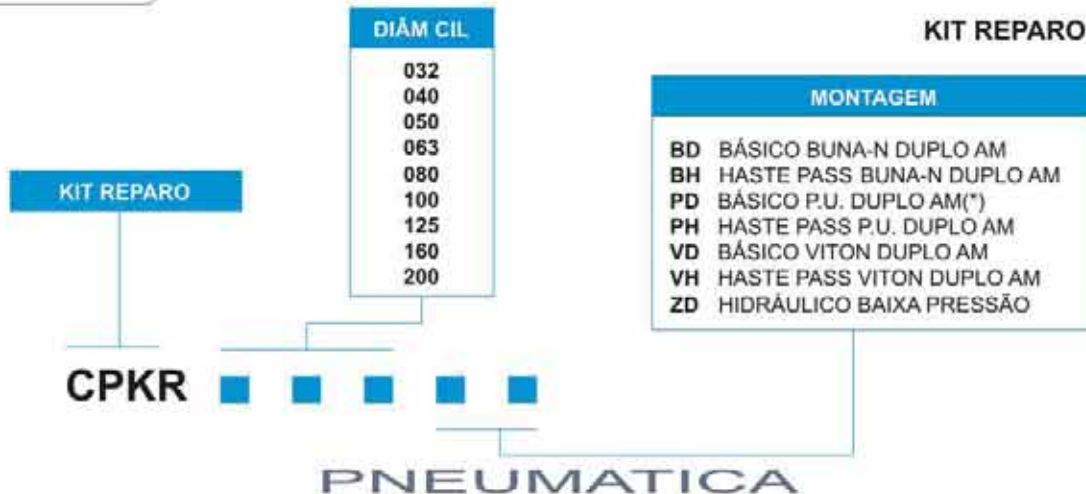 KIT REPARO
DIÂM CIL
032
040
050
063
080
100
125
160
200
MONTAGEM
BD BÁSICO BUNA-N DUPLO AM
BH HASTE PASS BUNA-N DUPLO AM
PD BÁSICO P.U. DUPLO AM(*)
PH HASTE PASS P.U. DUPLO AM
VD BÁSICO VITON DUPLO AM
VH HASTE PASS VITON DUPLO AM
ZD HIDRÁULICO BAIXA PRESSÃO
KIT REPARO
CPKR
PNEUMATICA